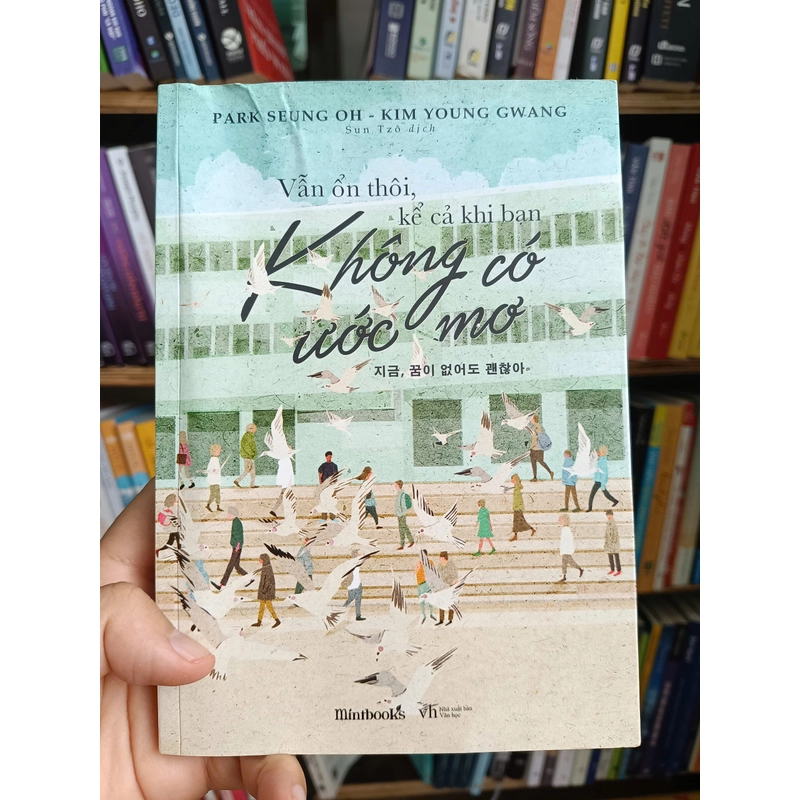 PARK SEUNG OH - KIM YOUNG GWANG
Sun Tzô dịch
Vẫn ổn thôi,
kể cả khi bạn
Không có
ước mơ
지금, 꿈이 없어도 괜찮아
mintbooks
vh
Nhà xuất bản
Văn học